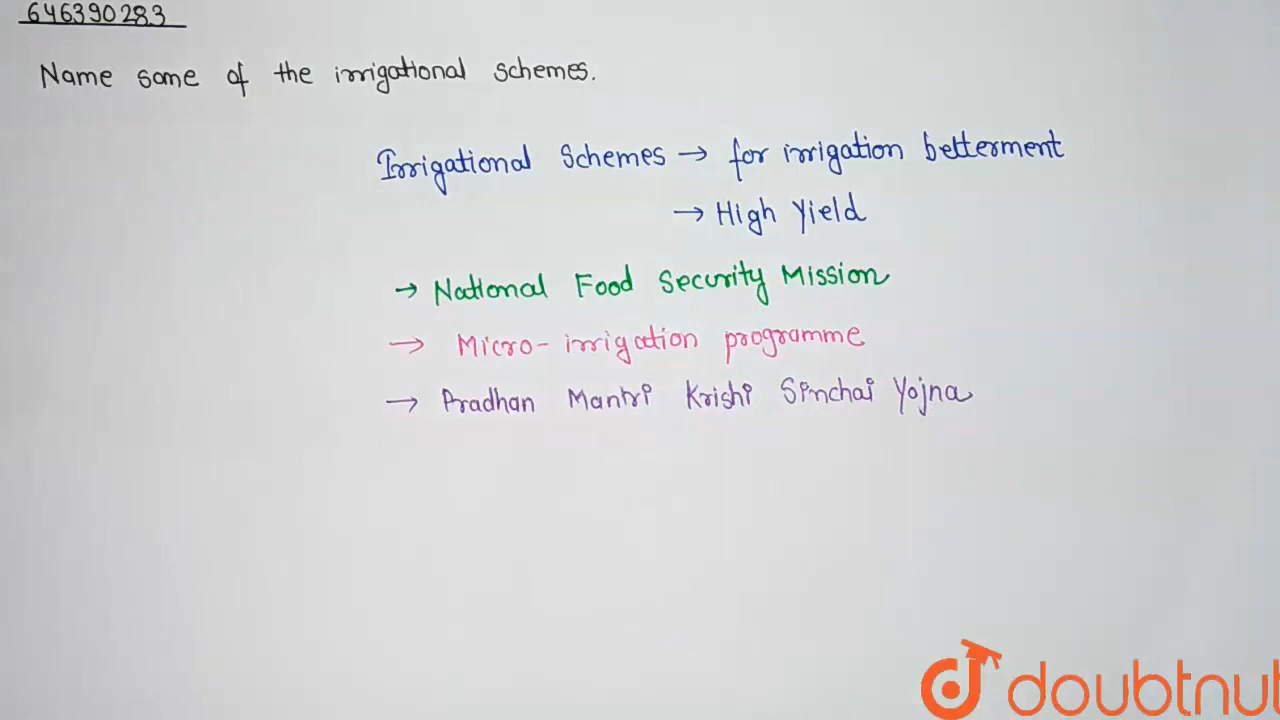 646390283
Name some of the irrigational schemes.
Irrigational Schemes → for irrigation betterment
→ High Yield
→ National Food Security Mission
→ Micro-irrigation programme
→ Pradhan Mantri Krishi Sinchai Yojna
doubtnut